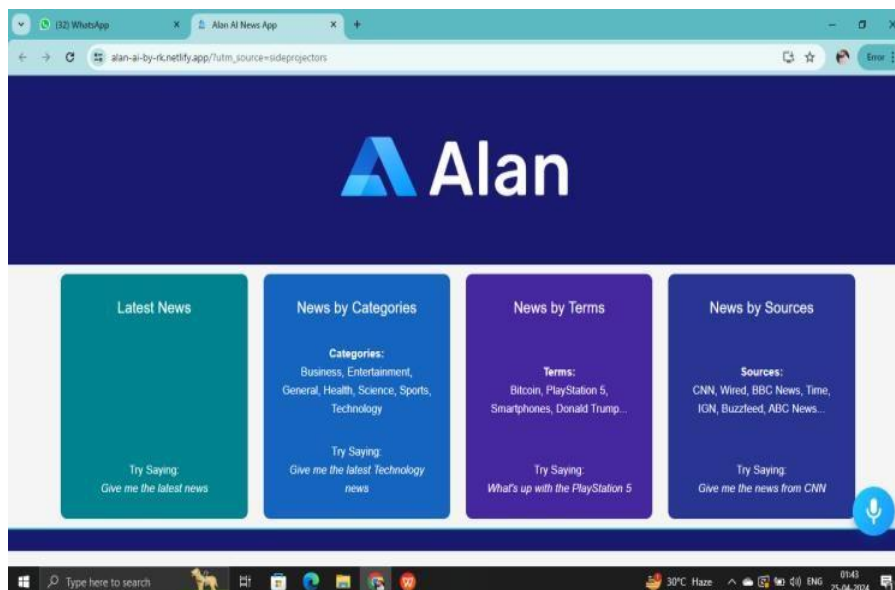 (32) WhatsApp
Alan AI News App
alan-ai-by-rk.netlify.app/?utm_source=sideprojectors
Error
Alan
Latest News
Try Saying:
Give me the latest news
News by Categories
Categories:
Business, Entertainment,
General, Health, Science, Sports,
Technology
Try Saying:
Give me the latest Technology
news
News by Terms
Terms:
Bitcoin, PlayStation 5,
Smartphones, Donald Trump...
Try Saying:
What's up with the PlayStation 5
News by Sources
Sources:
CNN, Wired, BBC News, Time,
IGN, Buzzfeed, ABC News...
Try Saying:
Give me the news from CNN
Type here to search
30°C Haze
ENG
01:43
25-04-2024